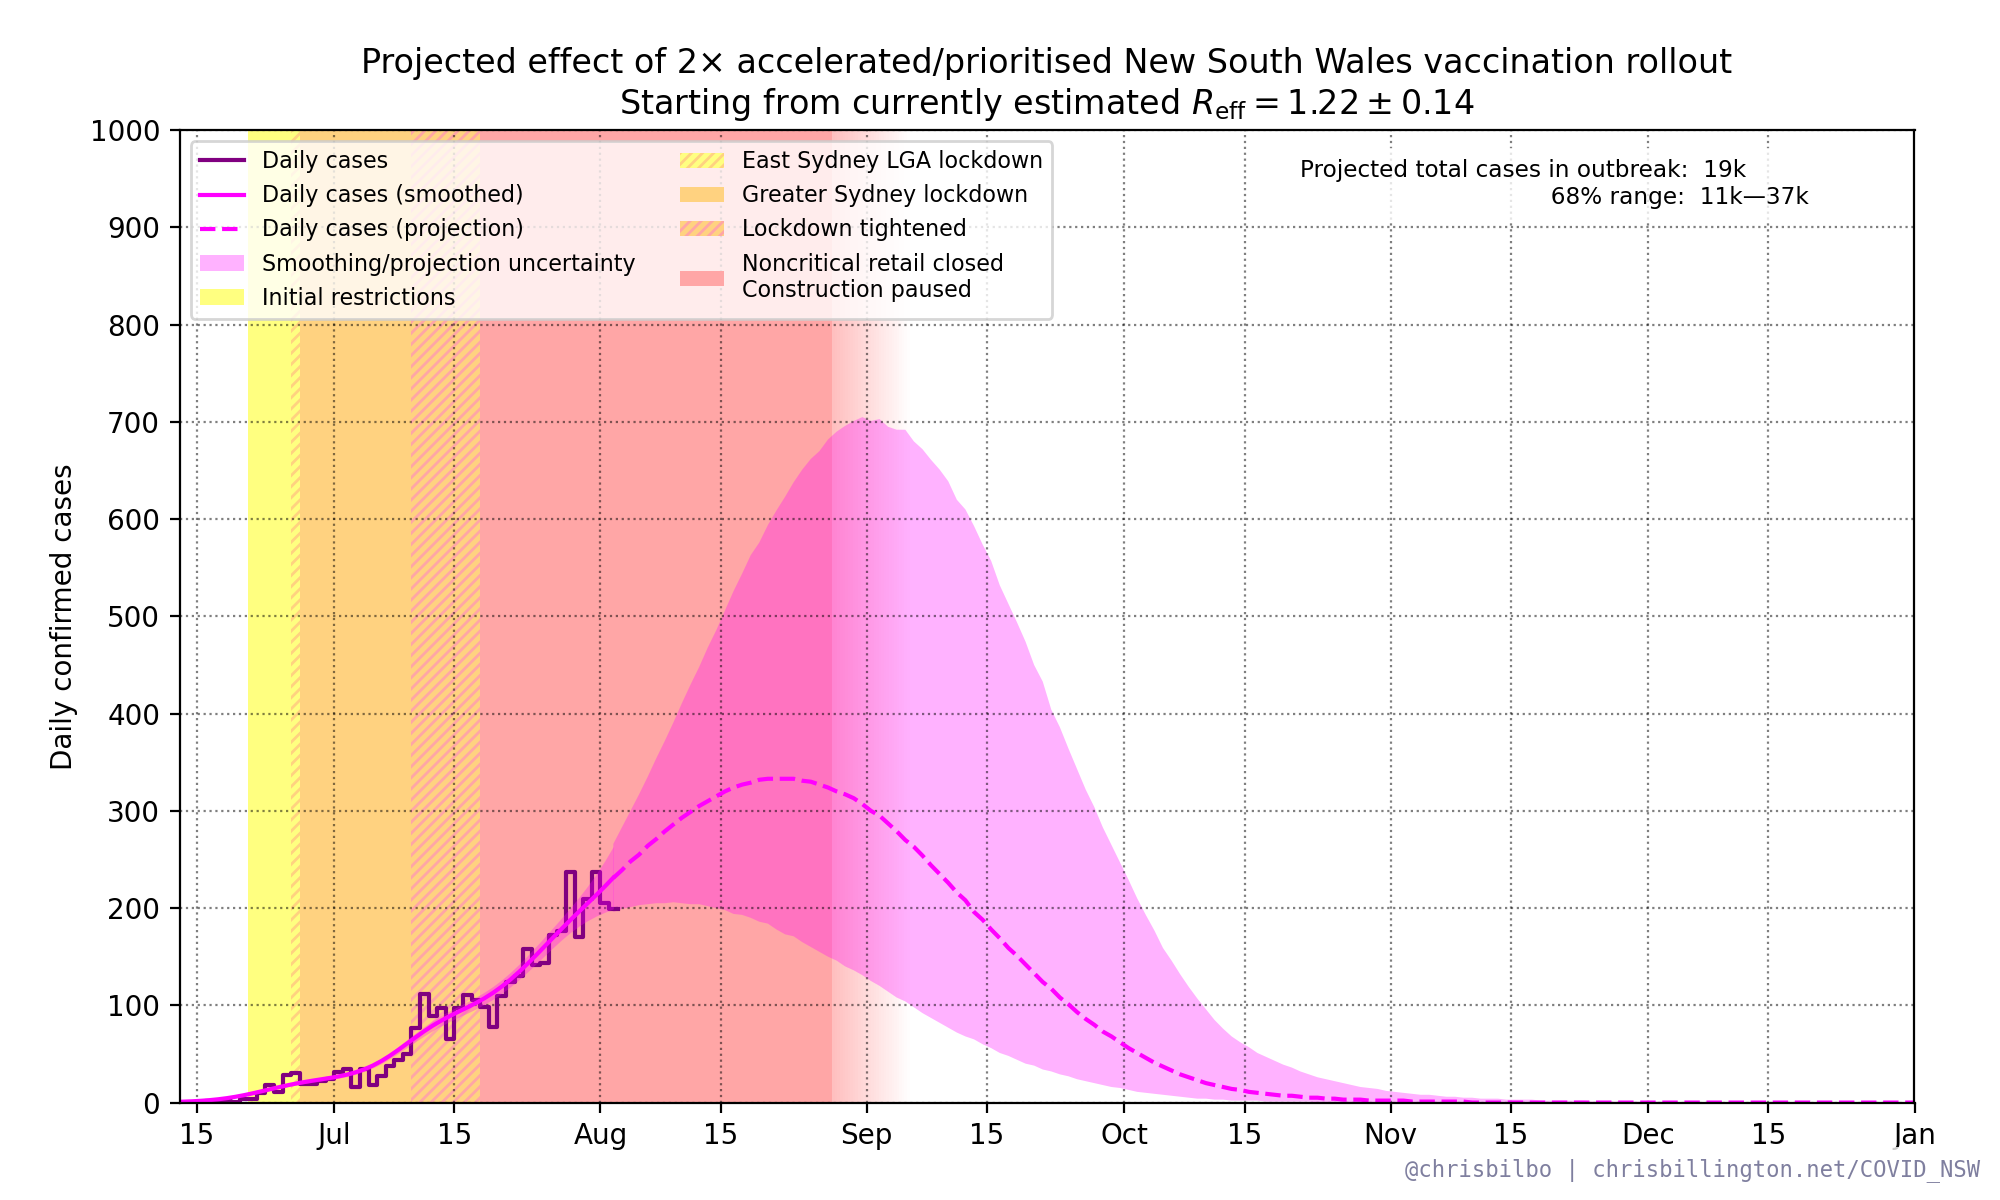 Projected effect of 2× accelerated/prioritised New South Wales vaccination rollout
Starting from currently estimated Reff = 1.22 ± 0.14
Daily cases
Daily cases (smoothed)
Daily cases (projection)
Smoothing/projection uncertainty
Initial restrictions
East Sydney LGA lockdown
Greater Sydney lockdown
Lockdown tightened
Noncritical retail closed
Construction paused
Projected total cases in outbreak: 19k
68% range: 11k—37k
Daily confirmed cases
1000
900
800
700
600
500
400
300
200
100
0
15 Jul 15 Aug 15 Sep 15 Oct 15 Nov 15 Dec 15 Jan
@chrisbilbo | chrisbillington.net/COVID_NSW